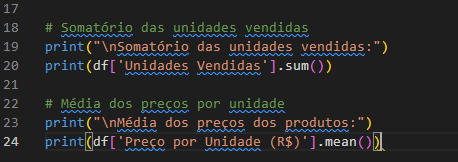 17
18 # Somatório das unidades vendidas
19 print("\nSomatório das unidades vendidas:")
20 print(df['Unidades Vendidas'].sum())
21
22 # Média dos preços por unidade
23 print("\nMédia dos preços dos produtos:")
24 print(df['Preço por Unidade (R$)'].mean())